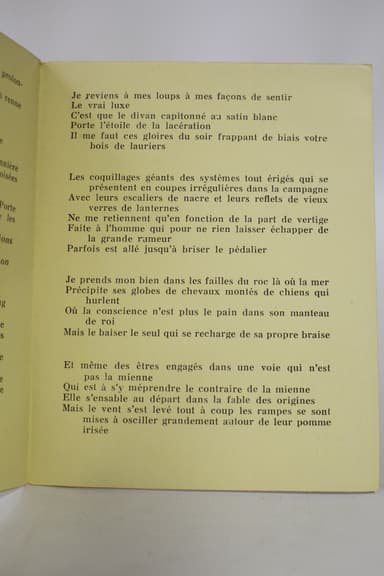 Je reviens à mes loups à mes façons de sentir
Le vrai luxe
C'est que le divan capitonné au satin blanc
Porte l'étoile de la lacération
Il me faut ces gloires du soir frappant de biais votre
bois de lauriers
Les coquillages géants des systèmes tout érigés qui se
présentent en coupes irrégulières dans la campagne
Avec leurs escaliers de nacre et leurs reflets de vieux
verres de lanternes
Ne me retiennent qu'en fonction de la part de vertige
Faite à l'homme qui pour ne rien laisser échapper de
la grande rumeur
Parfois est allé jusqu'à briser le pédalier
Je prends mon bien dans les failles du roc là où la mer
Précipite ses globes de chevaux montés de chiens qui
hurlent
Où la conscience n'est plus le pain dans son manteau
de roi
Mais le baiser le seul qui se recharge de sa propre braise
Et même des êtres engagés dans une voie qui n'est
pas la mienne
Qui est à s'y méprendre le contraire de la mienne
Elle s'ensable au départ dans la fable des origines
Mais le vent s'est levé tout à coup les rampes se sont
mises à osciller grandement autour de leur pomme
irisée